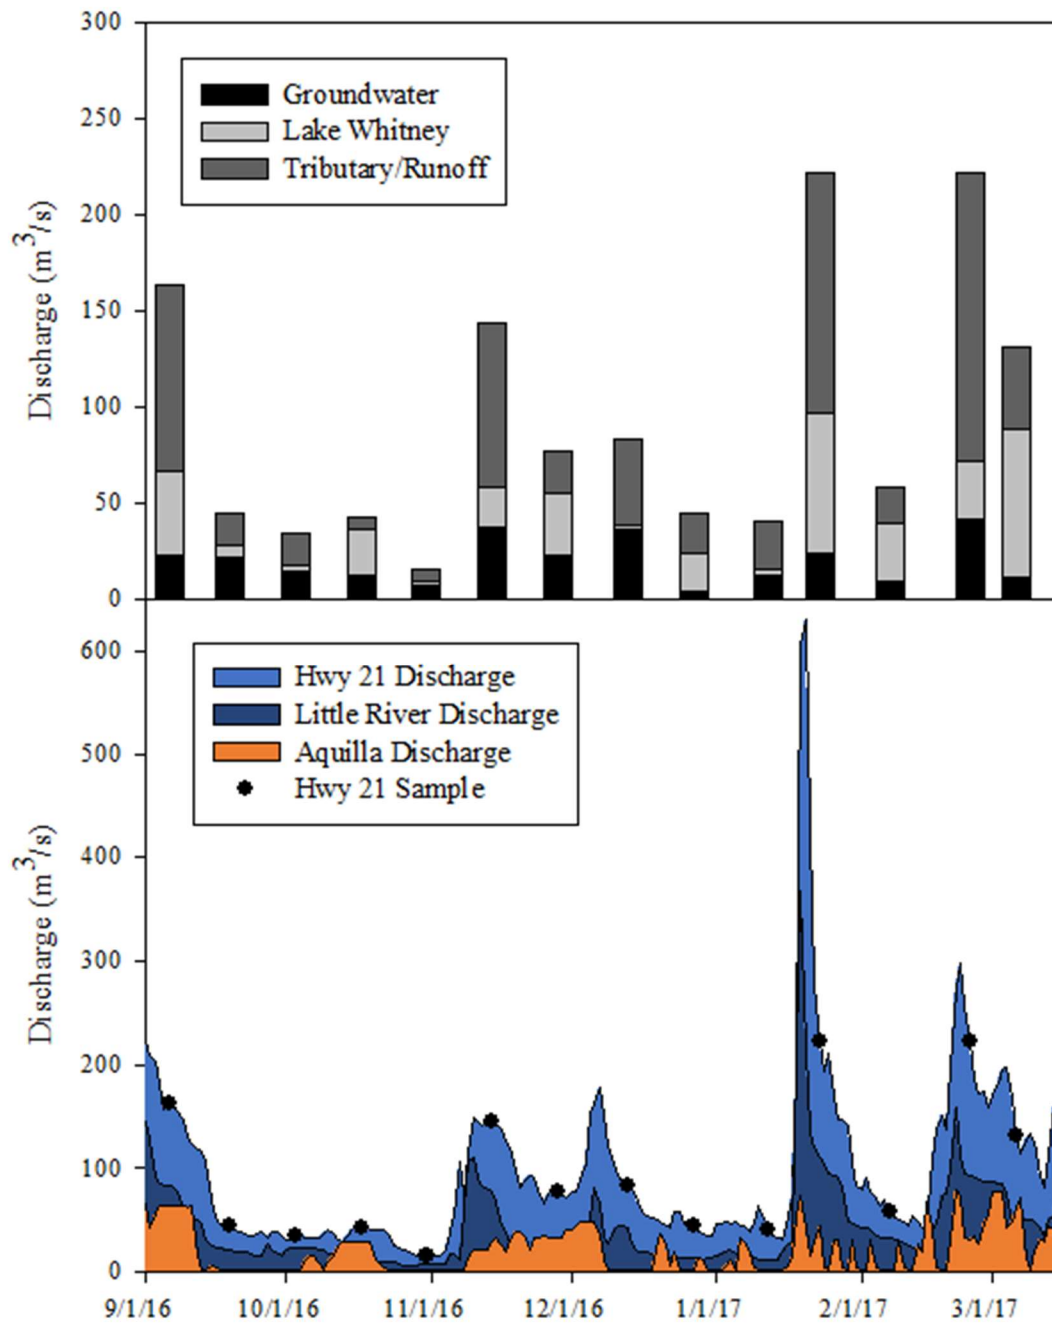 300
Groundwater
Lake Whitney
Tributary/Runoff
250
200
150
100
50
0
Discharge (m³/s)
Hwy 21 Discharge
Little River Discharge
Aquilla Discharge
Hwy 21 Sample
600
500
400
300
200
100
0
Discharge (m³/s)
9/1/16 10/1/16 11/1/16 12/1/16 1/1/17 2/1/17 3/1/17